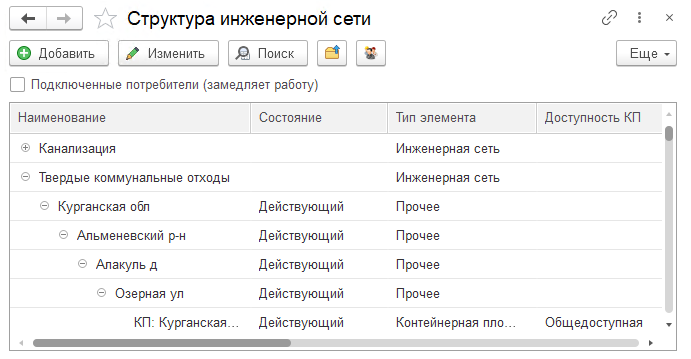 Структура инженерной сети
Добавить Изменить Поиск Еще
Подключенные потребители (замедляет работу)
Наименование Состояние Тип элемента Доступность КП
Канализация Инженерная сеть
Твердые коммунальные отходы Инженерная сеть
Курганская обл Действующий Прочее
Альменевский р-н Действующий Прочее
Алакуль д Действующий Прочее
Озерная ул Действующий Прочее
КП: Курганская... Действующий Контейнерная пло... Общедоступная